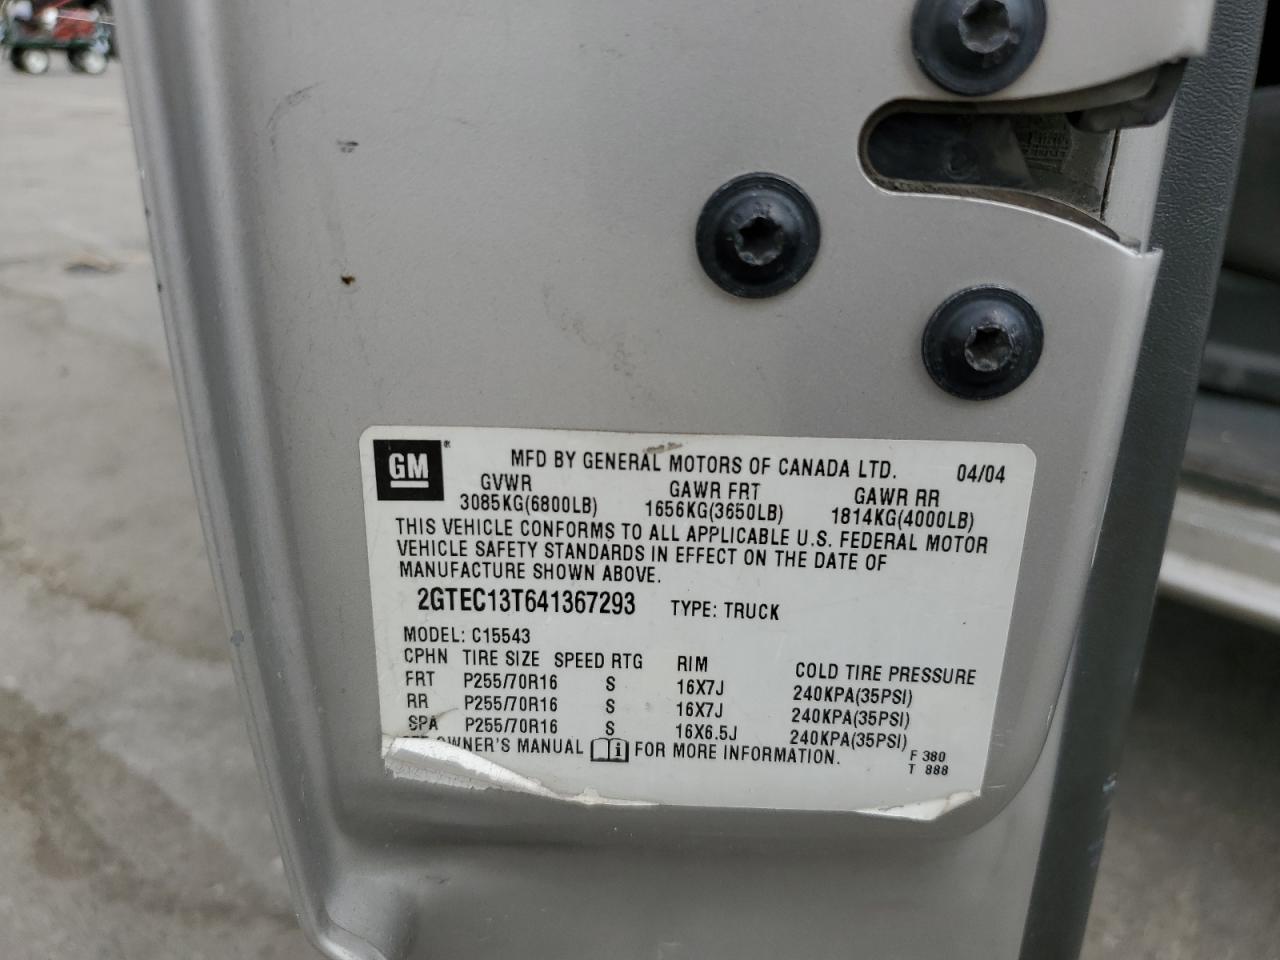 GM ® MFD BY GENERAL MOTORS OF CANADA LTD. 04/04
GVWR GAWR FRT GAWR RR
3085KG(6800LB) 1656KG(3650LB) 1814KG(4000LB)
THIS VEHICLE CONFORMS TO ALL APPLICABLE U.S. FEDERAL MOTOR
VEHICLE SAFETY STANDARDS IN EFFECT ON THE DATE OF
MANUFACTURE SHOWN ABOVE.
2GTEC13T641367293 TYPE: TRUCK
MODEL: C15543
CPHN TIRE SIZE SPEED RTG RIM COLD TIRE PRESSURE
FRT P255/70R16 S 16X7J 240KPA(35PSI)
RR P255/70R16 S 16X7J 240KPA(35PSI)
SPA P255/70R16 S 16X6.5J 240KPA(35PSI)
OWNER'S MANUAL FOR MORE INFORMATION. F 380
T 888